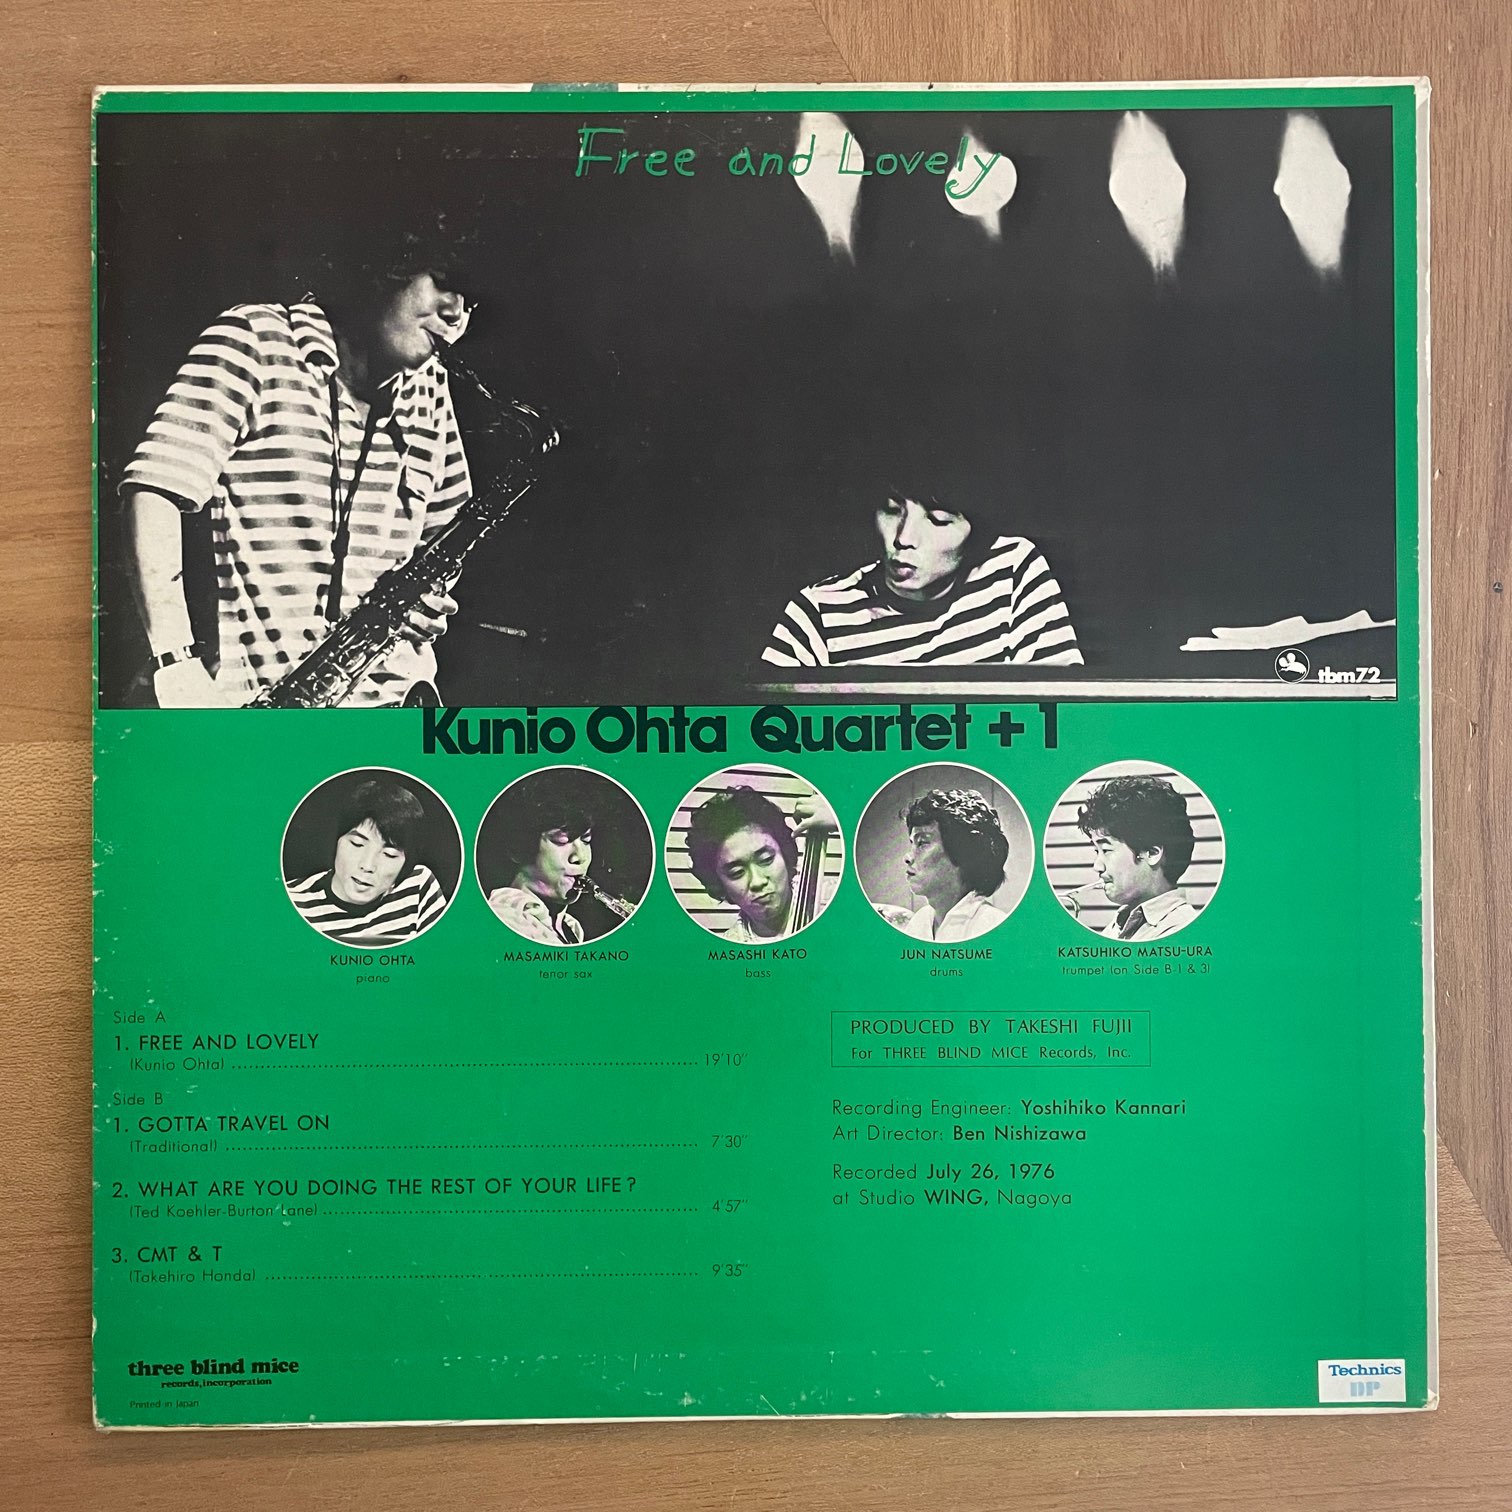 Free and Lovely
tbm72
Kunio Ohta Quartet + 1
KUNIO OHTA
piano
MASAMIKI TAKANO
tenor sax
MASASHI KATO
bass
JUN NATSUME
drums
KATSUHIKO MATSU-URA
trumpet (on Side B-1 & 3)
Side A
1. FREE AND LOVELY
(Kunio Ohta) 19'10"
Side B
1. GOTTA TRAVEL ON
(Traditional) 7'30"
2. WHAT ARE YOU DOING THE REST OF YOUR LIFE?
(Ted Koehler-Burton Lane) 4'57"
3. CMT & T
(Takehiro Honda) 9'35"
PRODUCED BY TAKESHI FUJII
For THREE BLIND MICE Records, Inc.
Recording Engineer: Yoshihiko Kannari
Art Director: Ben Nishizawa
Recorded July 26, 1976
at Studio WING, Nagoya
three blind mice
records, incorporation
Printed in Japan
Technics
DP